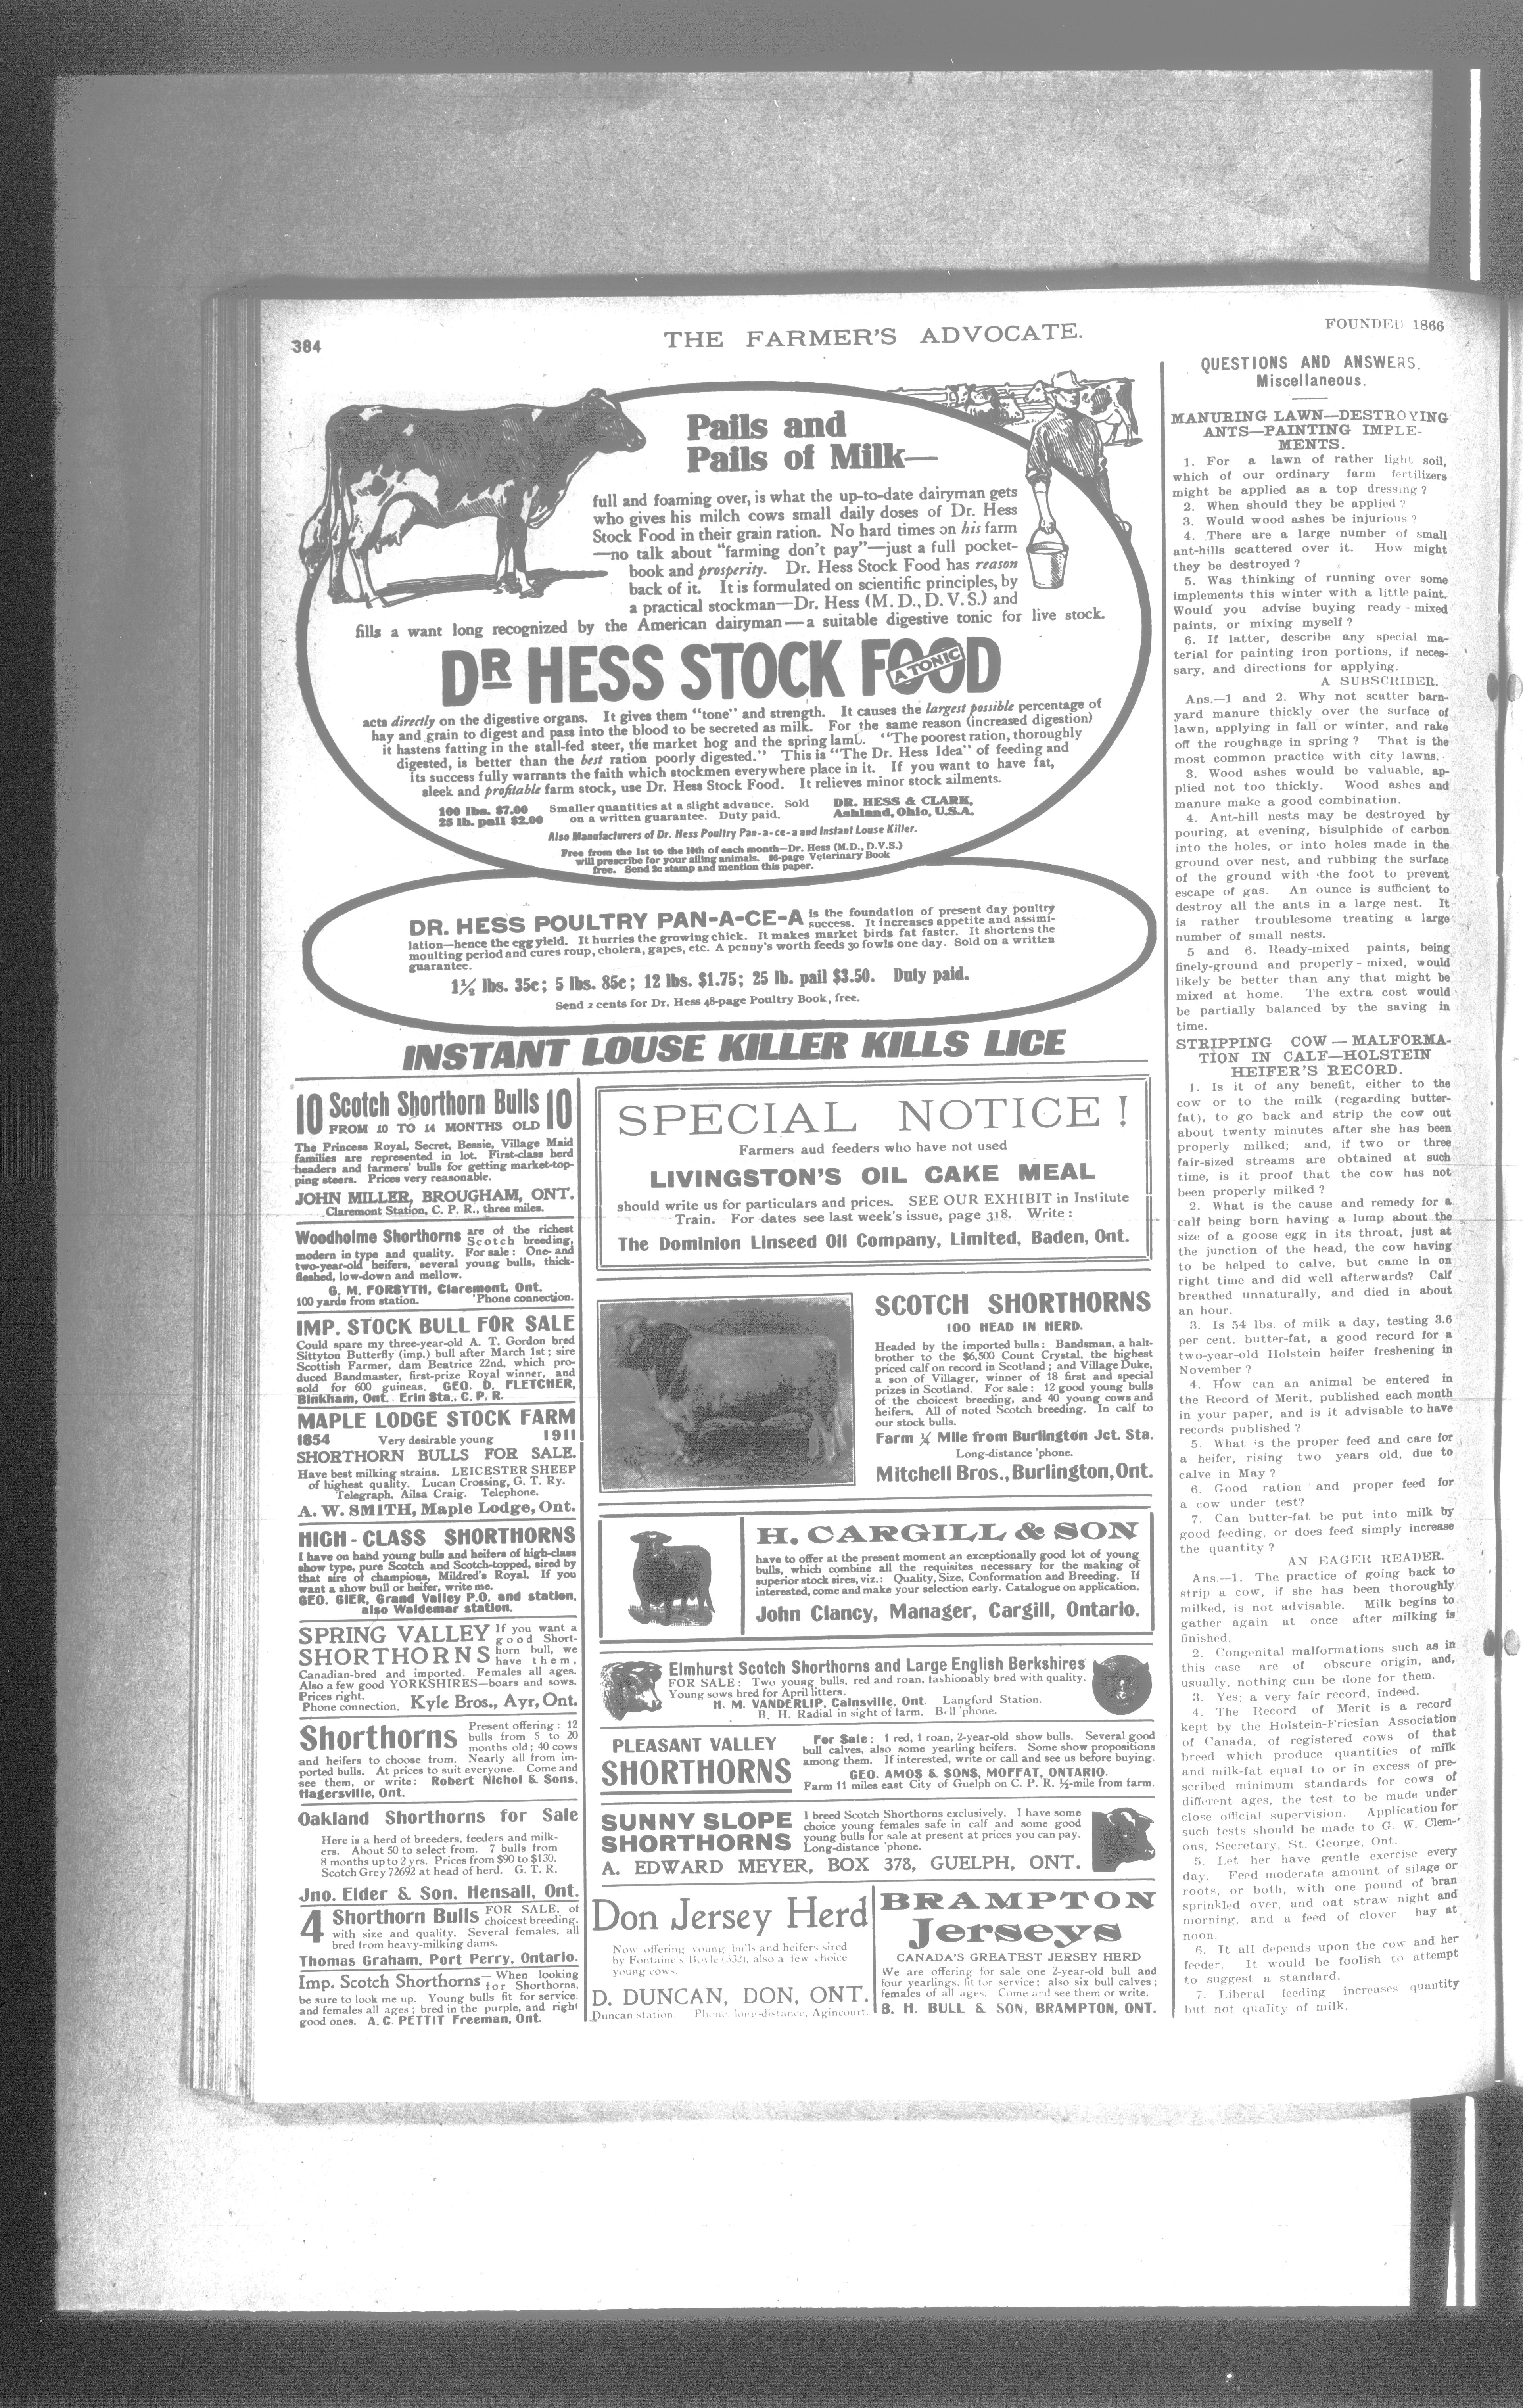 384
THE FARMER'S ADVOCATE.
FOUNDED 1866
Pails and
Pails of Milk—
full and foaming over, is what the up-to-date dairyman gets
who gives his milch cows small daily doses of Dr. Hess
Stock Food in their grain ration. No hard times on his farm
—no talk about "farming don't pay"—just a full pocket-
book and prosperity. Dr. Hess Stock Food has reason
back of it. It is formulated on scientific principles, by
a practical stockman—Dr. Hess (M. D., D. V. S.) and
fills a want long recognized by the American dairyman—a suitable digestive tonic for live stock.
DR HESS STOCK FOOD
A TONIC
acts directly on the digestive organs. It gives them "tone" and strength. It causes the largest possible percentage of
hay and grain to digest and pass into the blood to be secreted as milk. For the same reason (increased digestion)
it hastens fatting in the stall-fed steer, the market hog and the spring lamb. "The poorest ration, thoroughly
digested, is better than the best ration poorly digested." This is "The Dr. Hess Idea" of feeding and
its success fully warrants the faith which stockmen everywhere place in it. If you want to have fat,
sleek and profitable farm stock, use Dr. Hess Stock Food. It relieves minor stock ailments.
100 lbs. $7.00
25 lb. pail $2.00
Smaller quantities at a slight advance. Sold
on a written guarantee. Duty paid.
DR. HESS & CLARK,
Ashland, Ohio, U.S.A.
Also Manufacturers of Dr. Hess Poultry Pan-a-ce-a and Instant Louse Killer.
Free from the 1st to the 10th of each month—Dr. Hess (M.D., D.V.S.)
will prescribe for your ailing animals. 96-page Veterinary Book
free. Send 2c stamp and mention this paper.
DR. HESS POULTRY PAN-A-CE-A is the foundation of present day poultry
success. It increases appetite and assimi-
lation—hence the egg yield. It hurries the growing chick. It makes market birds fat faster. It shortens the
moulting period and cures roup, cholera, gapes, etc. A penny's worth feeds 30 fowls one day. Sold on a written
guarantee.
1½ lbs. 35c; 5 lbs. 85c; 12 lbs. $1.75; 25 lb. pail $3.50. Duty paid.
Send 2 cents for Dr. Hess 48-page Poultry Book, free.
INSTANT LOUSE KILLER KILLS LICE
10 Scotch Shorthorn Bulls 10
FROM 10 TO 14 MONTHS OLD
The Princess Royal, Secret, Bessie, Village Maid
families are represented in lot. First-class herd
headers and farmers' bulls for getting market-top-
ping steers. Prices very reasonable.
JOHN MILLER, BROUGHAM, ONT.
Claremont Station, C. P. R., three miles.
Woodholme Shorthorns are of the richest
Scotch breeding,
modern in type and quality. For sale: One- and
two-year-old heifers, several young bulls, thick-
fleshed, low-down and mellow.
G. M. FORSYTH, Claremont, Ont.
100 yards from station. 'Phone connection.
IMP. STOCK BULL FOR SALE
Could spare my three-year-old A. T. Gordon bred
Sittyton Butterfly (imp.) bull after March 1st; sire
Scottish Farmer, dam Beatrice 22nd, which pro-
duced Bandmaster, first-prize Royal winner, and
sold for 600 guineas. GEO. D. FLETCHER,
Binkham, Ont. Erin Sta., C. P. R.
MAPLE LODGE STOCK FARM
1854 Very desirable young 1911
SHORTHORN BULLS FOR SALE.
Have best milking strains. LEICESTER SHEEP
of highest quality. Lucan Crossing, G. T. Ry.
Telegraph, Ailsa Craig. Telephone.
A. W. SMITH, Maple Lodge, Ont.
HIGH-CLASS SHORTHORNS
I have on hand young bulls and heifers of high-class
show type, pure Scotch and Scotch-topped, sired by
that sire of champions, Mildred's Royal. If you
want a show bull or heifer, write me.
GEO. GIER, Grand Valley P.O. and station,
also Waldemar station.
SPRING VALLEY
SHORTHORNS
If you want a
good Short-
horn bull, we
have them,
Canadian-bred and imported. Females all ages.
Also a few good YORKSHIRES—boars and sows.
Prices right.
Phone connection. Kyle Bros., Ayr, Ont.
Shorthorns
Present offering: 12
bulls from 5 to 20
months old; 40 cows
and heifers to choose from. Nearly all from im-
ported bulls. At prices to suit everyone. Come and
see them, or write: Robert Nichol & Sons,
Hagersville, Ont.
Oakland Shorthorns for Sale
Here is a herd of breeders, feeders and milk-
ers. About 50 to select from. 7 bulls from
8 months up to 2 yrs. Prices from $90 to $130.
Scotch Grey 72692 at head of herd. G. T. R.
Jno. Elder & Son, Hensall, Ont.
4 Shorthorn Bulls FOR SALE, of
choicest breeding,
with size and quality. Several females, all
bred from heavy-milking dams.
Thomas Graham, Port Perry, Ontario.
Imp. Scotch Shorthorns—When looking
for Shorthorns,
be sure to look me up. Young bulls fit for service,
and females all ages; bred in the purple, and right
good ones. A. C. PETTIT Freeman, Ont.
SPECIAL NOTICE!
Farmers aud feeders who have not used
LIVINGSTON'S OIL CAKE MEAL
should write us for particulars and prices. SEE OUR EXHIBIT in Institute
Train. For dates see last week's issue, page 318. Write:
The Dominion Linseed Oil Company, Limited, Baden, Ont.
SCOTCH SHORTHORNS
100 HEAD IN HERD.
Headed by the imported bulls: Bandsman, a half-
brother to the $6,500 Count Crystal, the highest
priced calf on record in Scotland; and Village Duke,
a son of Villager, winner of 18 first and special
prizes in Scotland. For sale: 12 good young bulls
of the choicest breeding, and 40 young cows and
heifers. All of noted Scotch breeding. In calf to
our stock bulls.
Farm ¼ Mile from Burlington Jct. Sta.
Long-distance 'phone.
Mitchell Bros., Burlington, Ont.
H. CARGILL & SON
have to offer at the present moment an exceptionally good lot of young
bulls, which combine all the requisites necessary for the making of
superior stock sires, viz.: Quality, Size, Conformation and Breeding. If
interested, come and make your selection early. Catalogue on application.
John Clancy, Manager, Cargill, Ontario.
Elmhurst Scotch Shorthorns and Large English Berkshires
FOR SALE: Two young bulls, red and roan, fashionably bred with quality.
Young sows bred for April litters.
H. M. VANDERLIP, Cainsville, Ont. Langford Station.
B. H. Radial in sight of farm. Bell 'phone.
PLEASANT VALLEY
SHORTHORNS
For Sale: 1 red, 1 roan, 2-year-old show bulls. Several good
bull calves, also some yearling heifers. Some show propositions
among them. If interested, write or call and see us before buying.
GEO. AMOS & SONS, MOFFAT, ONTARIO.
Farm 11 miles east City of Guelph on C. P. R. ½-mile from farm.
SUNNY SLOPE
SHORTHORNS
I breed Scotch Shorthorns exclusively. I have some
choice young females safe in calf and some good
young bulls for sale at present at prices you can pay.
Long-distance 'phone.
A. EDWARD MEYER, BOX 378, GUELPH, ONT.
Don Jersey Herd
Now offering young bulls and heifers sired
by Fontaine's Boyle (332), also a few choice
young cows.
D. DUNCAN, DON, ONT.
Duncan station. 'Phone, long-distance, Agincourt.
BRAMPTON
Jerseys
CANADA'S GREATEST JERSEY HERD
We are offering for sale one 2-year-old bull and
four yearlings, fit for service; also six bull calves;
females of all ages. Come and see them or write.
B. H. BULL & SON, BRAMPTON, ONT.
QUESTIONS AND ANSWERS.
Miscellaneous.
MANURING LAWN—DESTROYING
ANTS—PAINTING IMPLE-
MENTS.
1. For a lawn of rather light soil,
which of our ordinary farm fertilizers
might be applied as a top dressing?
2. When should they be applied?
3. Would wood ashes be injurious?
4. There are a large number of small
ant-hills scattered over it. How might
they be destroyed?
5. Was thinking of running over some
implements this winter with a little paint.
Would you advise buying ready-mixed
paints, or mixing myself?
6. If latter, describe any special ma-
terial for painting iron portions, if neces-
sary, and directions for applying.
A SUBSCRIBER.
Ans.—1 and 2. Why not scatter barn-
yard manure thickly over the surface of
lawn, applying in fall or winter, and rake
off the roughage in spring? That is the
most common practice with city lawns.
3. Wood ashes would be valuable, ap-
plied not too thickly. Wood ashes and
manure make a good combination.
4. Ant-hill nests may be destroyed by
pouring, at evening, bisulphide of carbon
into the holes, or into holes made in the
ground over nest, and rubbing the surface
of the ground with the foot to prevent
escape of gas. An ounce is sufficient to
destroy all the ants in a large nest. It
is rather troublesome treating a large
number of small nests.
5 and 6. Ready-mixed paints, being
finely-ground and properly-mixed, would
likely be better than any that might be
mixed at home. The extra cost would
be partially balanced by the saving in
time.
STRIPPING COW—MALFORMA-
TION IN CALF—HOLSTEIN
HEIFER'S RECORD.
1. Is it of any benefit, either to the
cow or to the milk (regarding butter-
fat), to go back and strip the cow out
about twenty minutes after she has been
properly milked; and, if two or three
fair-sized streams are obtained at such
time, is it proof that the cow has not
been properly milked?
2. What is the cause and remedy for a
calf being born having a lump about the
size of a goose egg in its throat, just at
the junction of the head, the cow having
to be helped to calve, but came in on
right time and did well afterwards? Calf
breathed unnaturally, and died in about
an hour.
3. Is 54 lbs. of milk a day, testing 3.6
per cent. butter-fat, a good record for a
two-year-old Holstein heifer freshening in
November?
4. How can an animal be entered in
the Record of Merit, published each month
in your paper, and is it advisable to have
records published?
5. What is the proper feed and care for
a heifer, rising two years old, due to
calve in May?
6. Good ration and proper feed for
a cow under test?
7. Can butter-fat be put into milk by
good feeding, or does feed simply increase
the quantity?
AN EAGER READER.
Ans.—1. The practice of going back to
strip a cow, if she has been thoroughly
milked, is not advisable. Milk begins to
gather again at once after milking is
finished.
2. Congenital malformations such as in
this case are of obscure origin, and,
usually, nothing can be done for them.
3. Yes; a very fair record, indeed.
4. The Record of Merit is a record
kept by the Holstein-Friesian Association
of Canada, of registered cows of that
breed which produce quantities of milk
and milk-fat equal to or in excess of pre-
scribed minimum standards for cows of
different ages, the test to be made under
close official supervision. Application for
such tests should be made to G. W. Clem-
ons, Secretary, St. George, Ont.
5. Let her have gentle exercise every
day. Feed moderate amount of silage or
roots, or both, with one pound of bran
sprinkled over, and oat straw night and
morning, and a feed of clover hay at
noon.
6. It all depends upon the cow and her
feeder. It would be foolish to attempt
to suggest a standard.
7. Liberal feeding increases quantity
but not quality of milk.